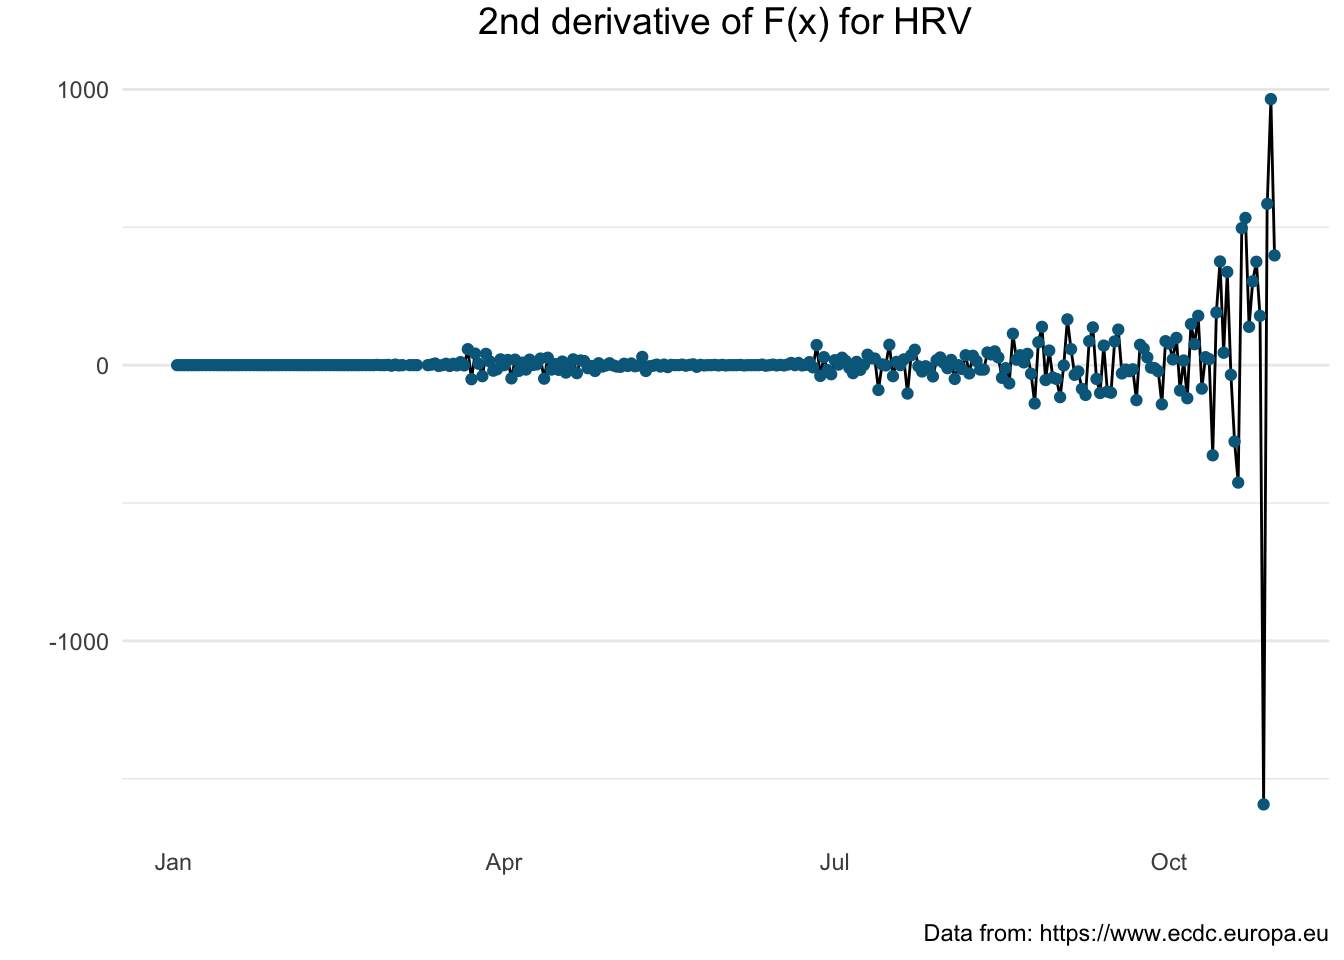 2nd derivative of F(x) for HRV
1000
0
-1000
Jan Apr Jul Oct
Data from: https://www.ecdc.europa.eu